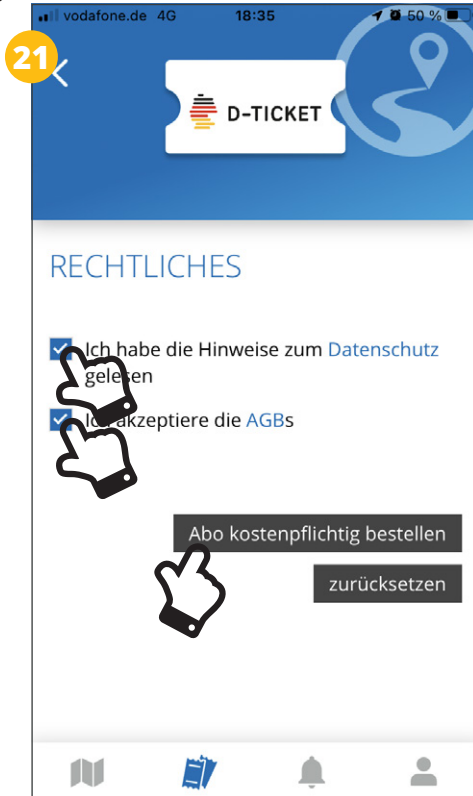 vodafone.de 4G 18:35 50 %
21
D-TICKET
RECHTLICHES
Ich habe die Hinweise zum Datenschutz
gelesen
Ich akzeptiere die AGBs
Abo kostenpflichtig bestellen
zurücksetzen